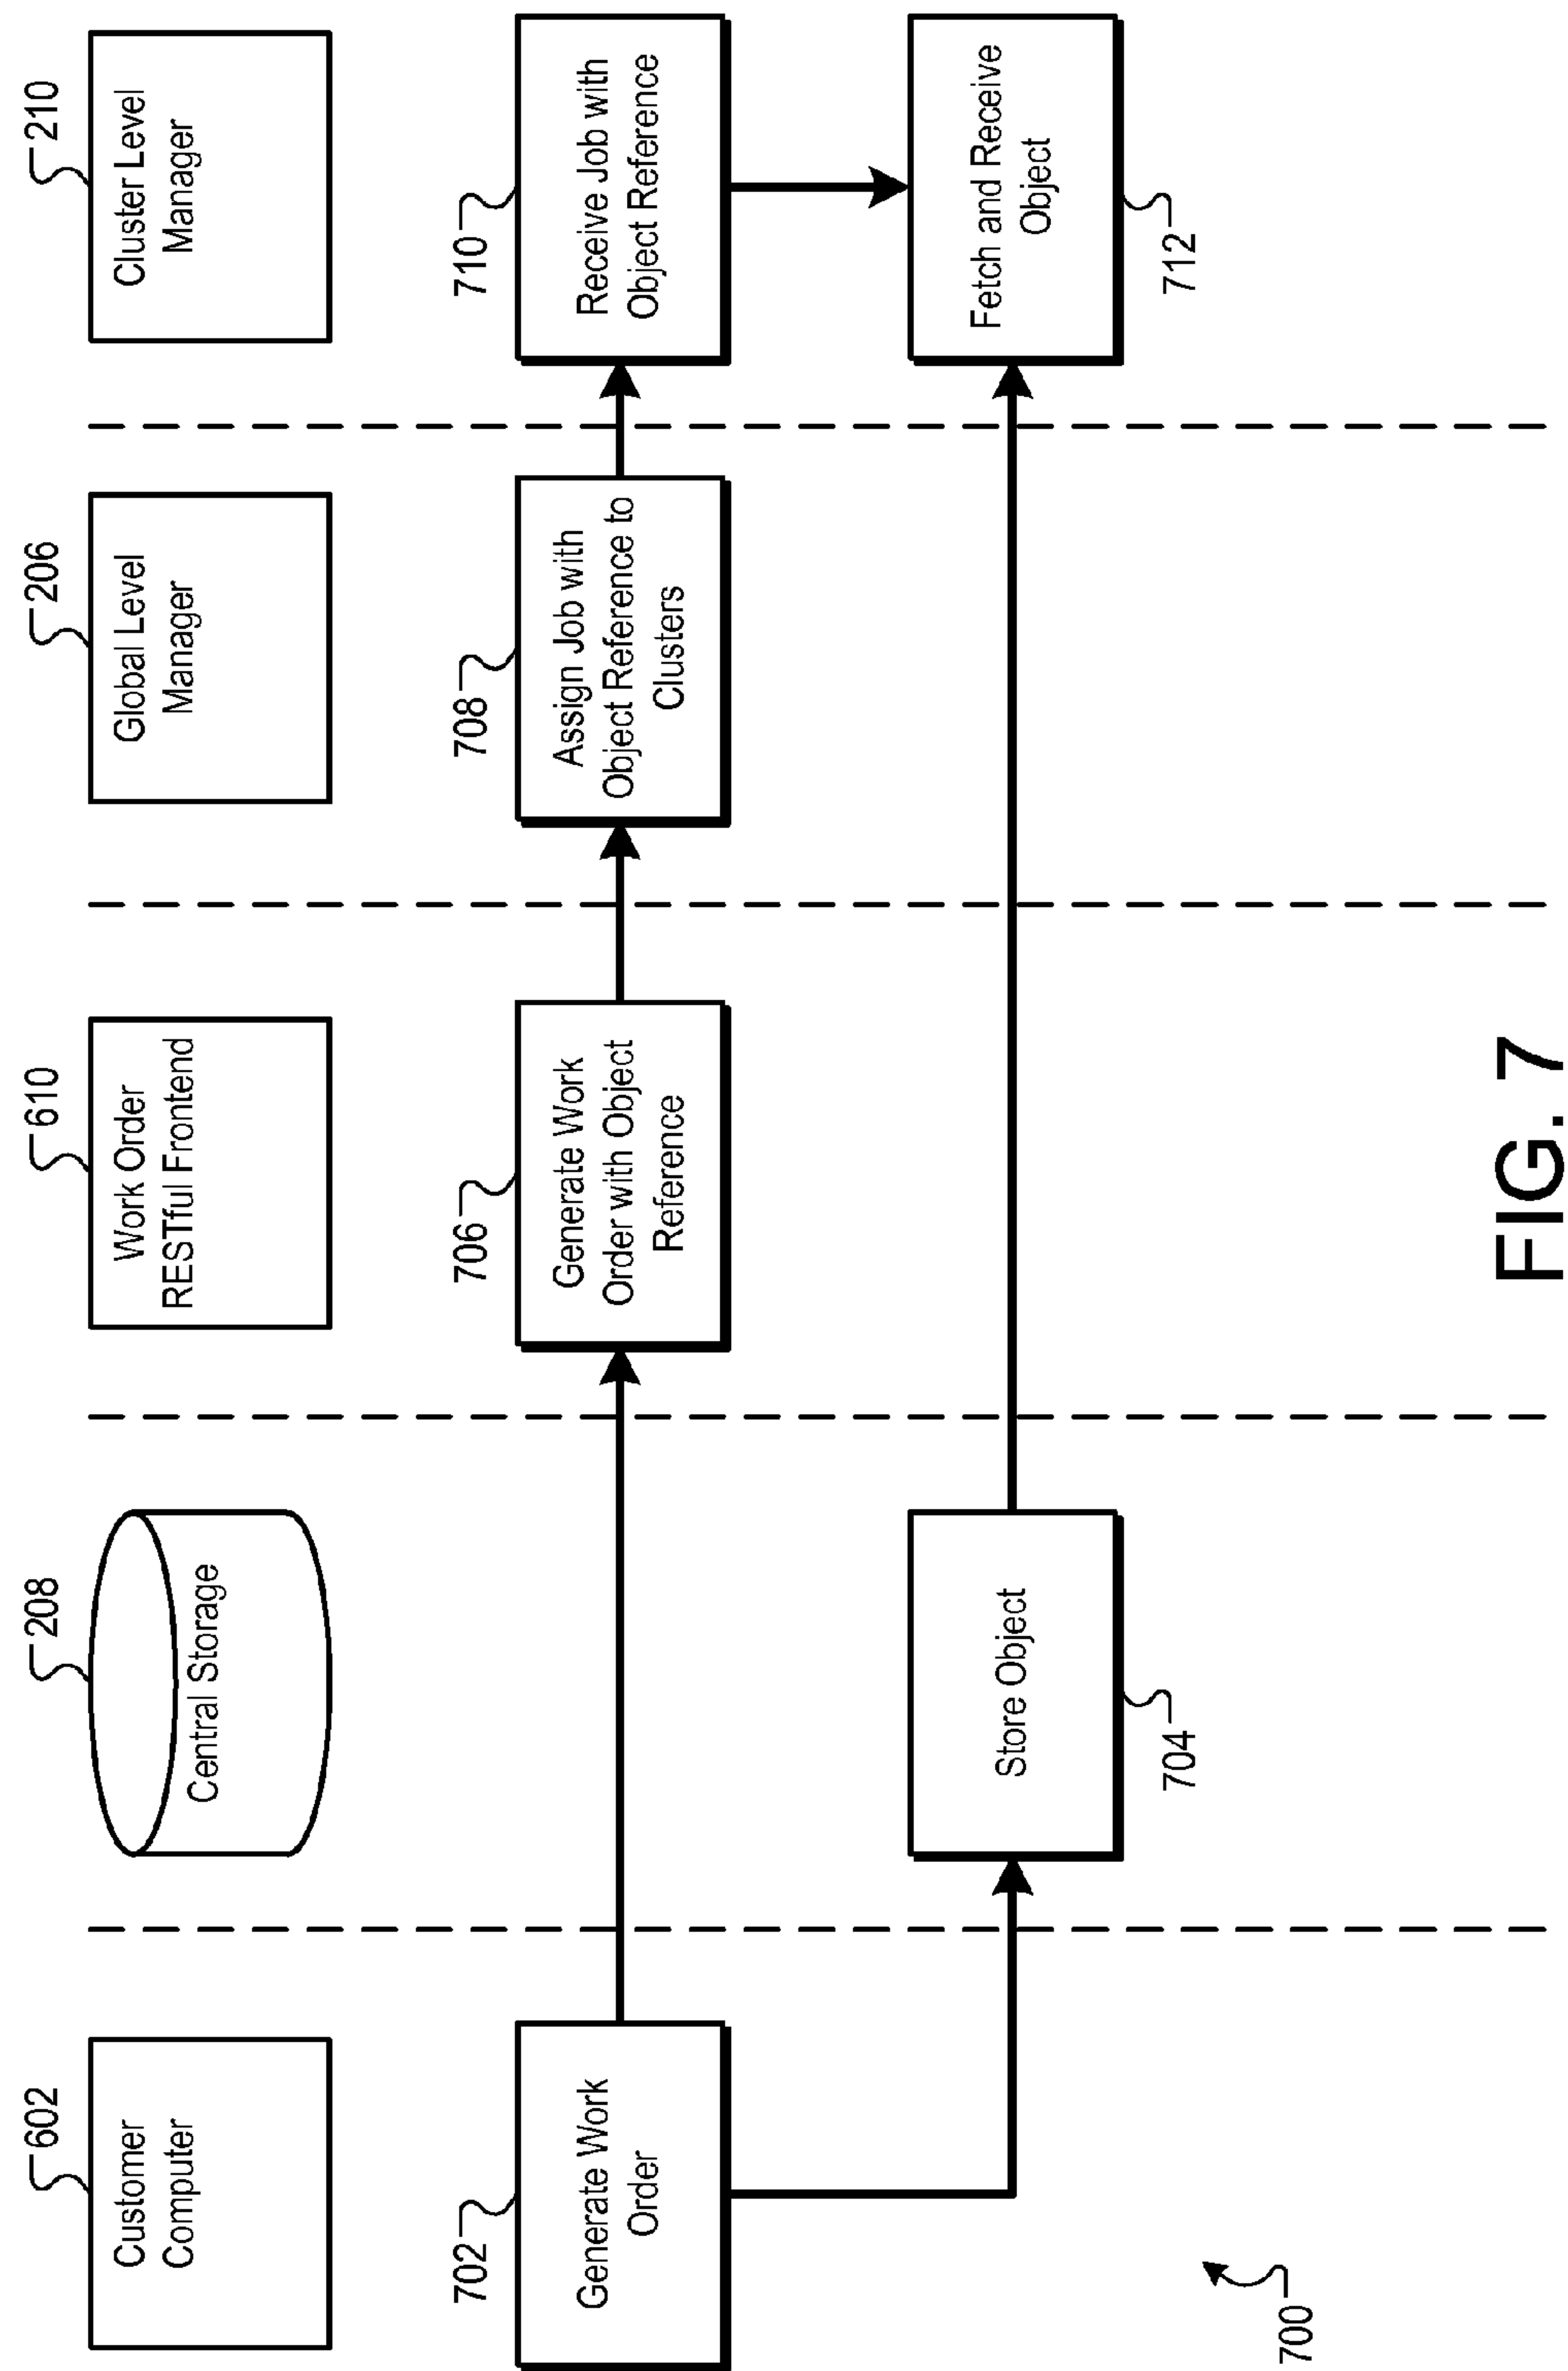 602
Customer
Computer
208
Central Storage
610
Work Order
RESTful Frontend
206
Global Level
Manager
210
Cluster Level
Manager
702
Generate Work
Order
706
Generate Work
Order with Object
Reference
708
Assign Job with
Object Reference to
Clusters
710
Receive Job with
Object Reference
Store Object
704
Fetch and Receive
Object
712
700
FIG. 7